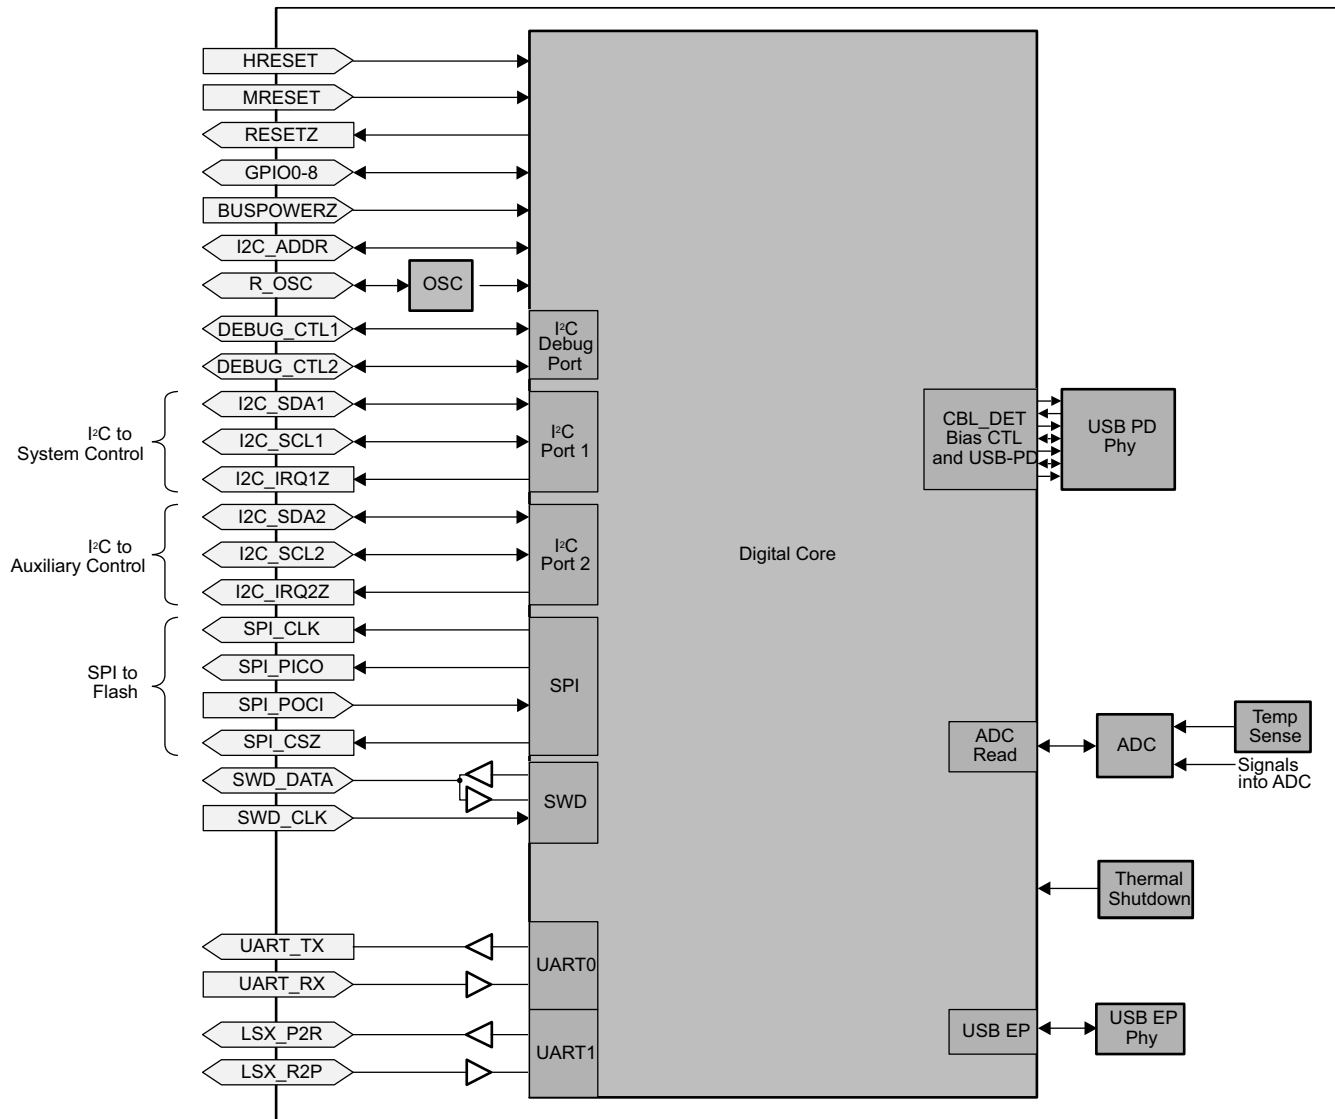 HRESET
MRESET
RESETZ
GPIO0-8
BUSPOWERZ
I2C_ADDR
R_OSC
OSC
DEBUG_CTL1
DEBUG_CTL2
I²C
Debug
Port
I²C to
System Control
I2C_SDA1
I2C_SCL1
I2C_IRQ1Z
I²C
Port 1
I²C to
Auxiliary Control
I2C_SDA2
I2C_SCL2
I2C_IRQ2Z
I²C
Port 2
SPI to
Flash
SPI_CLK
SPI_PICO
SPI_POCI
SPI_CSZ
SPI
SWD_DATA
SWD_CLK
SWD
UART_TX
UART_RX
UART0
LSX_P2R
LSX_R2P
UART1
Digital Core
CBL_DET
Bias CTL
and USB-PD
USB PD
Phy
ADC
Read
ADC
Temp
Sense
Signals
into ADC
Thermal
Shutdown
USB EP
USB EP
Phy